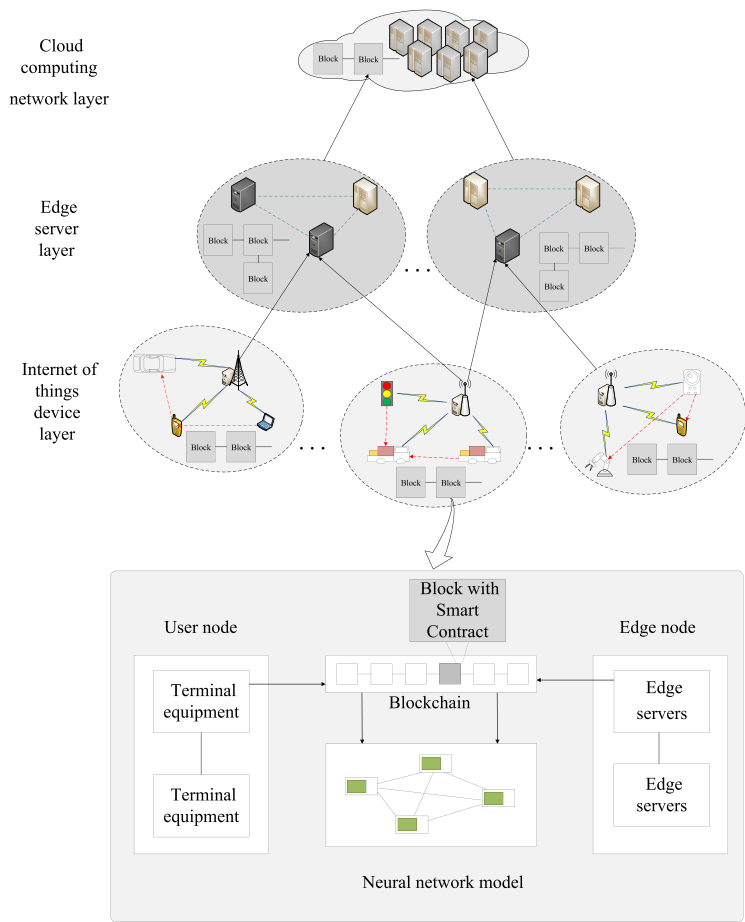 Cloud
computing
network layer
Block
Block
Edge
server
layer
Block
Block
Block
. . .
Block
Block
Block
Internet of
things
device
layer
Block
Block
. . .
Block
Block
. . .
Block
Block
Block with
Smart
Contract
User node
Edge node
Terminal
equipment
Terminal
equipment
Blockchain
Edge
servers
Edge
servers
Neural network model